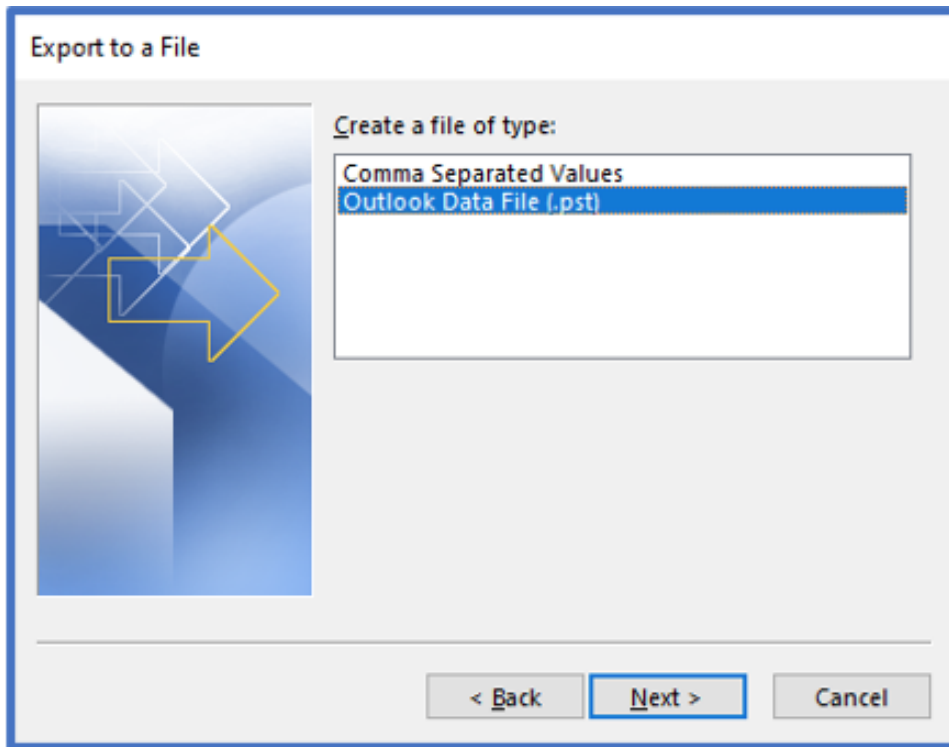 Export to a File
Create a file of type:
Comma Separated Values
Outlook Data File (.pst)
< Back
Next >
Cancel